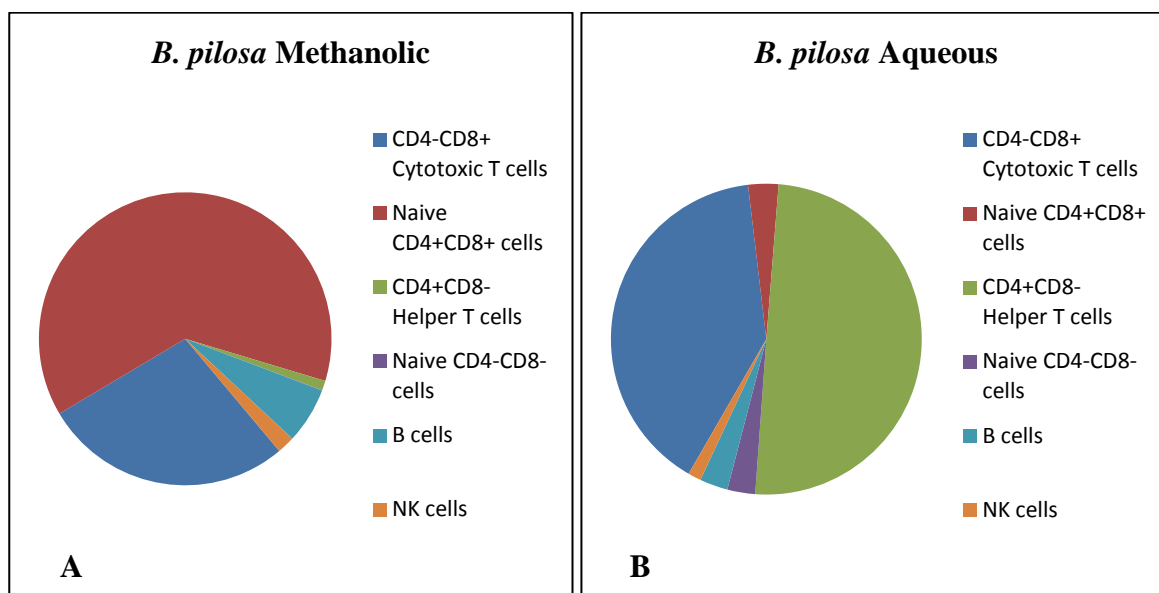 B. pilosa Methanolic
CD4-CD8+
Cytotoxic T cells
Naive
CD4+CD8+ cells
CD4+CD8-
Helper T cells
Naive CD4-CD8-
cells
B cells
NK cells
A
B. pilosa Aqueous
CD4-CD8+
Cytotoxic T cells
Naive CD4+CD8+
cells
CD4+CD8-
Helper T cells
Naive CD4-CD8-
cells
B cells
NK cells
B